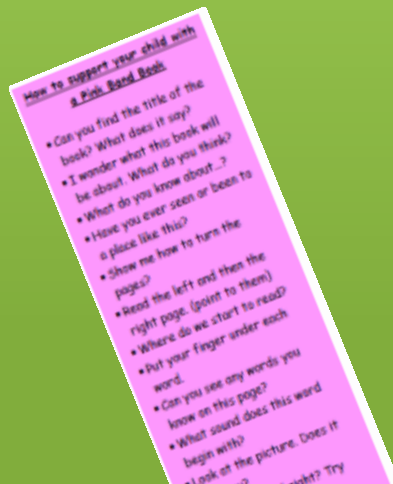 How to support your child with
a Pink Band Book
• Can you find the title of the
book? What does it say?
• I wonder what this book will
be about. What do you think?
• What do you know about...?
• Have you ever seen or been to
a place like this?
• Show me how to turn the
pages?
• Read the left and then the
right page. (point to them)
• Where do we start to read?
• Put your finger under each
word.
• Can you see any words you
know on this page?
• What sound does this word
begin with?
• Look at the picture. Does it
right? Try